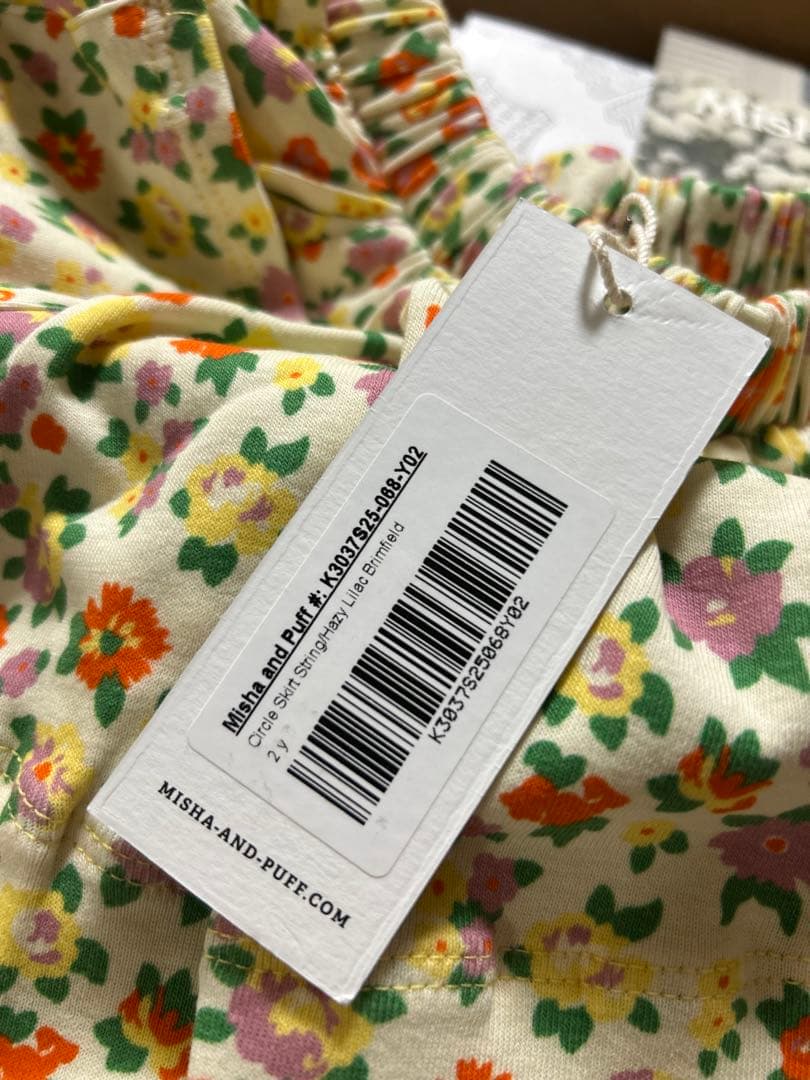 Misha and Puff #: K3037S25-068-Y02
Circle Skirt String/Hazy Lilac Brimfield
2 y
K3037S25068Y02
MISHA-AND-PUFF.COM